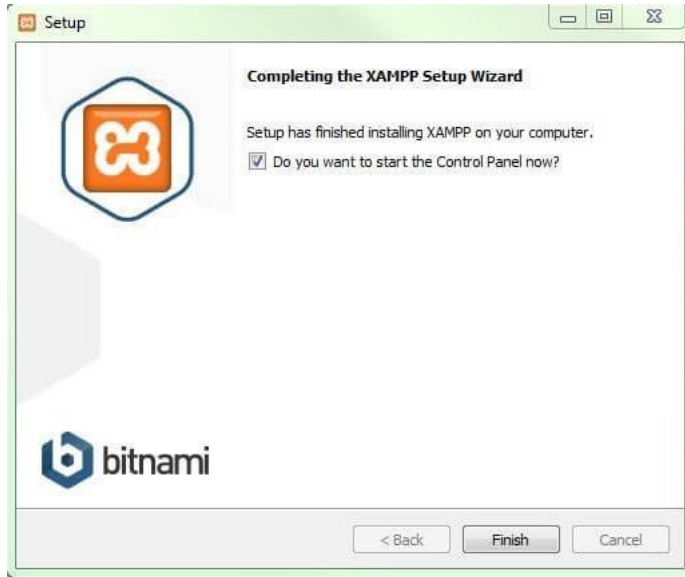 Setup
Completing the XAMPP Setup Wizard
Setup has finished installing XAMPP on your computer.
Do you want to start the Control Panel now?
bitnami
< Back
Finish
Cancel